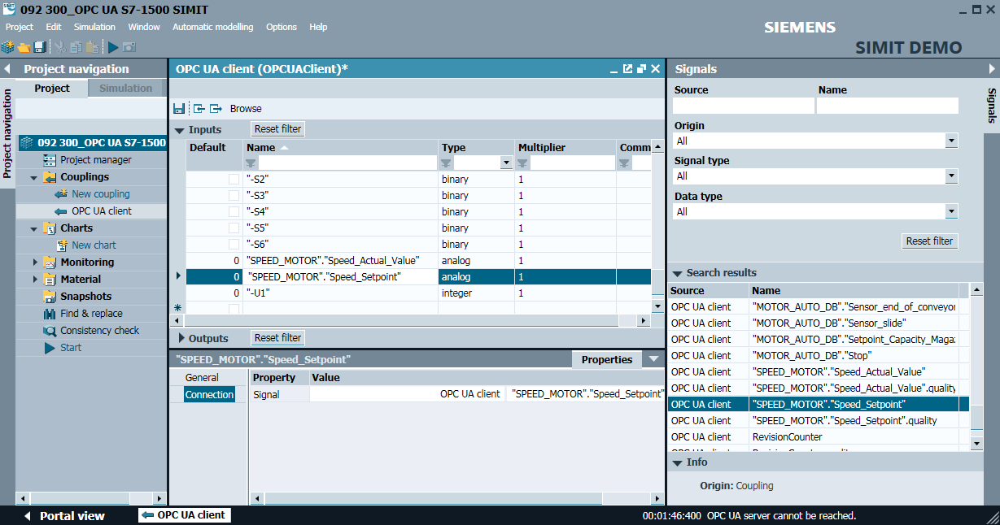 SIMIT
092 300_OPC UA S7-1500 SIMIT
Project Edit Simulation Window Automatic modelling Options Help
SIEMENS
SIMIT DEMO
Project navigation
Project Simulation
Project navigation
092 300_OPC UA S7-1500
Project manager
Couplings
New coupling
OPC UA client
Charts
New chart
Monitoring
Material
Snapshots
Find & replace
Consistency check
Start
OPC UA client (OPCUAClient)*
Browse
Inputs Reset filter
Default Name Type Multiplier Comm
"-S2" binary 1
"-S3" binary 1
"-S4" binary 1
"-S5" binary 1
"-S6" binary 1
0 "SPEED_MOTOR"."Speed_Actual_Value" analog 1
0 "SPEED_MOTOR"."Speed_Setpoint" analog 1
0 "-U1" integer 1
Outputs Reset filter
"SPEED_MOTOR"."Speed_Setpoint" Properties
General
Connection
Property Value
Signal OPC UA client "SPEED_MOTOR"."Speed_Setpoint"
Signals
Signals
Source Name
Origin
All
Signal type
All
Data type
All
Reset filter
Search results
Source Name
OPC UA client "MOTOR_AUTO_DB"."Sensor_end_of_conveyor
OPC UA client "MOTOR_AUTO_DB"."Sensor_slide"
OPC UA client "MOTOR_AUTO_DB"."Setpoint_Capacity_Maga
OPC UA client "MOTOR_AUTO_DB"."Stop"
OPC UA client "SPEED_MOTOR"."Speed_Actual_Value"
OPC UA client "SPEED_MOTOR"."Speed_Actual_Value".quality
OPC UA client "SPEED_MOTOR"."Speed_Setpoint"
OPC UA client "SPEED_MOTOR"."Speed_Setpoint".quality
OPC UA client RevisionCounter
Info
Origin: Coupling
Portal view OPC UA client
00:01:46:400 OPC UA server cannot be reached.